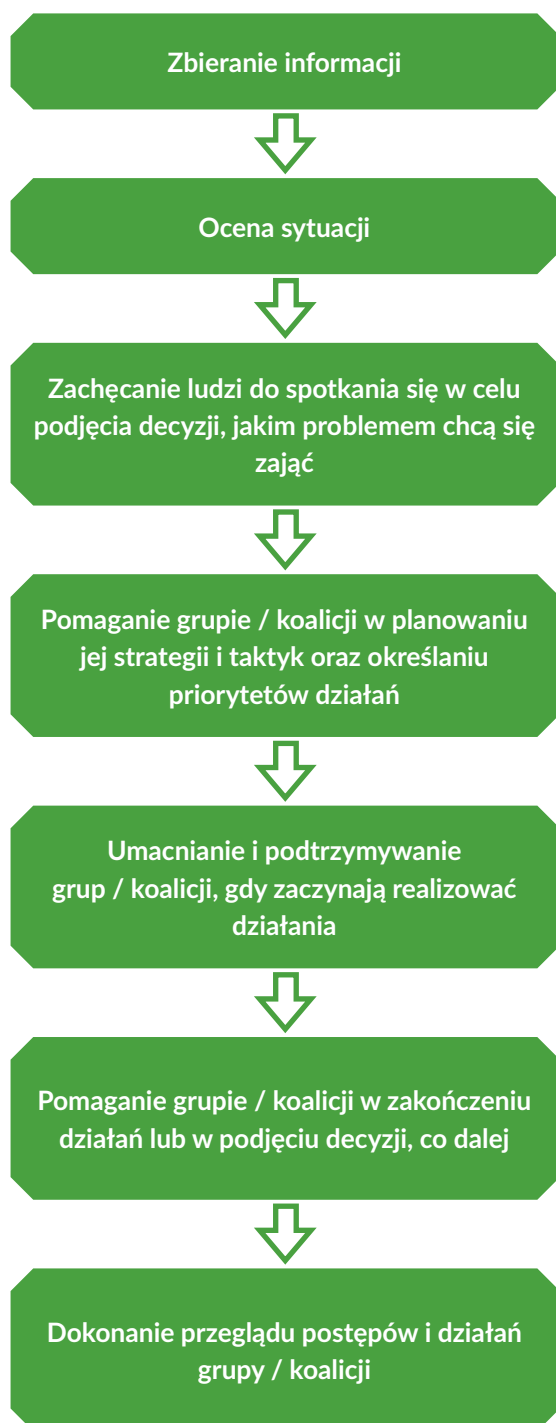 Zbieranie informacji
Ocena sytuacji
Zachęcanie ludzi do spotkania się w celu
podjęcia decyzji, jakim problemem chcą się
zająć
Pomaganie grupie / koalicji w planowaniu
jej strategii i taktyk oraz określaniu
priorytetów działań
Umacnianie i podtrzymywanie
grup / koalicji, gdy zaczynają realizować
działania
Pomaganie grupie / koalicji w zakończeniu
działań lub w podjęciu decyzji, co dalej
Dokonanie przeglądu postępów i działań
grupy / koalicji